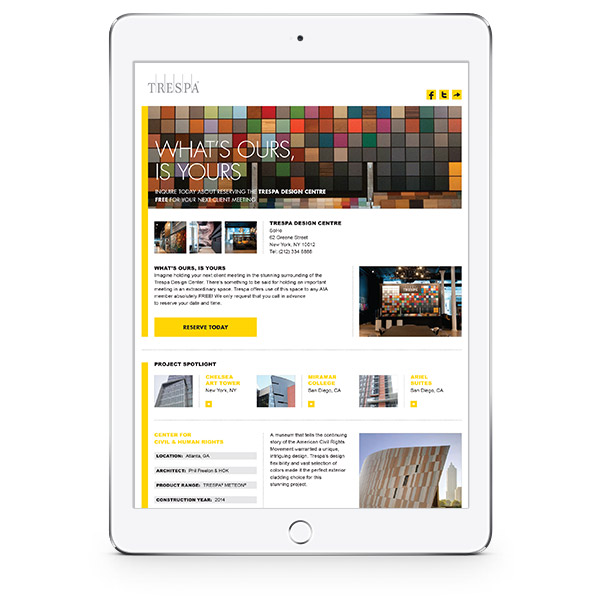 TRESPA
WHAT'S OURS,
IS YOURS
INQUIRE TODAY ABOUT RESERVING THE TRESPA DESIGN CENTRE
FREE FOR YOUR NEXT CLIENT MEETING
TRESPA DESIGN CENTRE
SoHo
62 Greene Street
New York, NY 10012
Tel: (212) 334 6888
WHAT'S OURS, IS YOURS
Imagine holding your next client meeting in the stunning surrounding of the
Trespa Design Center. There's something to be said for holding an important
meeting in an extraordinary space. Trespa offers use of this space to any AIA
member absolutely FREE! We only request that you call in advance
to reserve your date and time.
RESERVE TODAY
PROJECT SPOTLIGHT
CHELSEA
ART TOWER
New York, NY
MIRAMAR
COLLEGE
San Diego, CA
ARIEL
SUITES
San Diego, CA
CENTER FOR
CIVIL & HUMAN RIGHTS
LOCATION: Atlanta, GA
ARCHITECT: Phil Freelon & HOK
PRODUCT RANGE: TRESPA® METEON®
CONSTRUCTION YEAR: 2014
A museum that tells the continuing
story of the American Civil Rights
Movement warranted a unique,
intriguing design. Trespa's design
flexibility and vast selection of
colors made it the perfect exterior
cladding choice for this
stunning project.